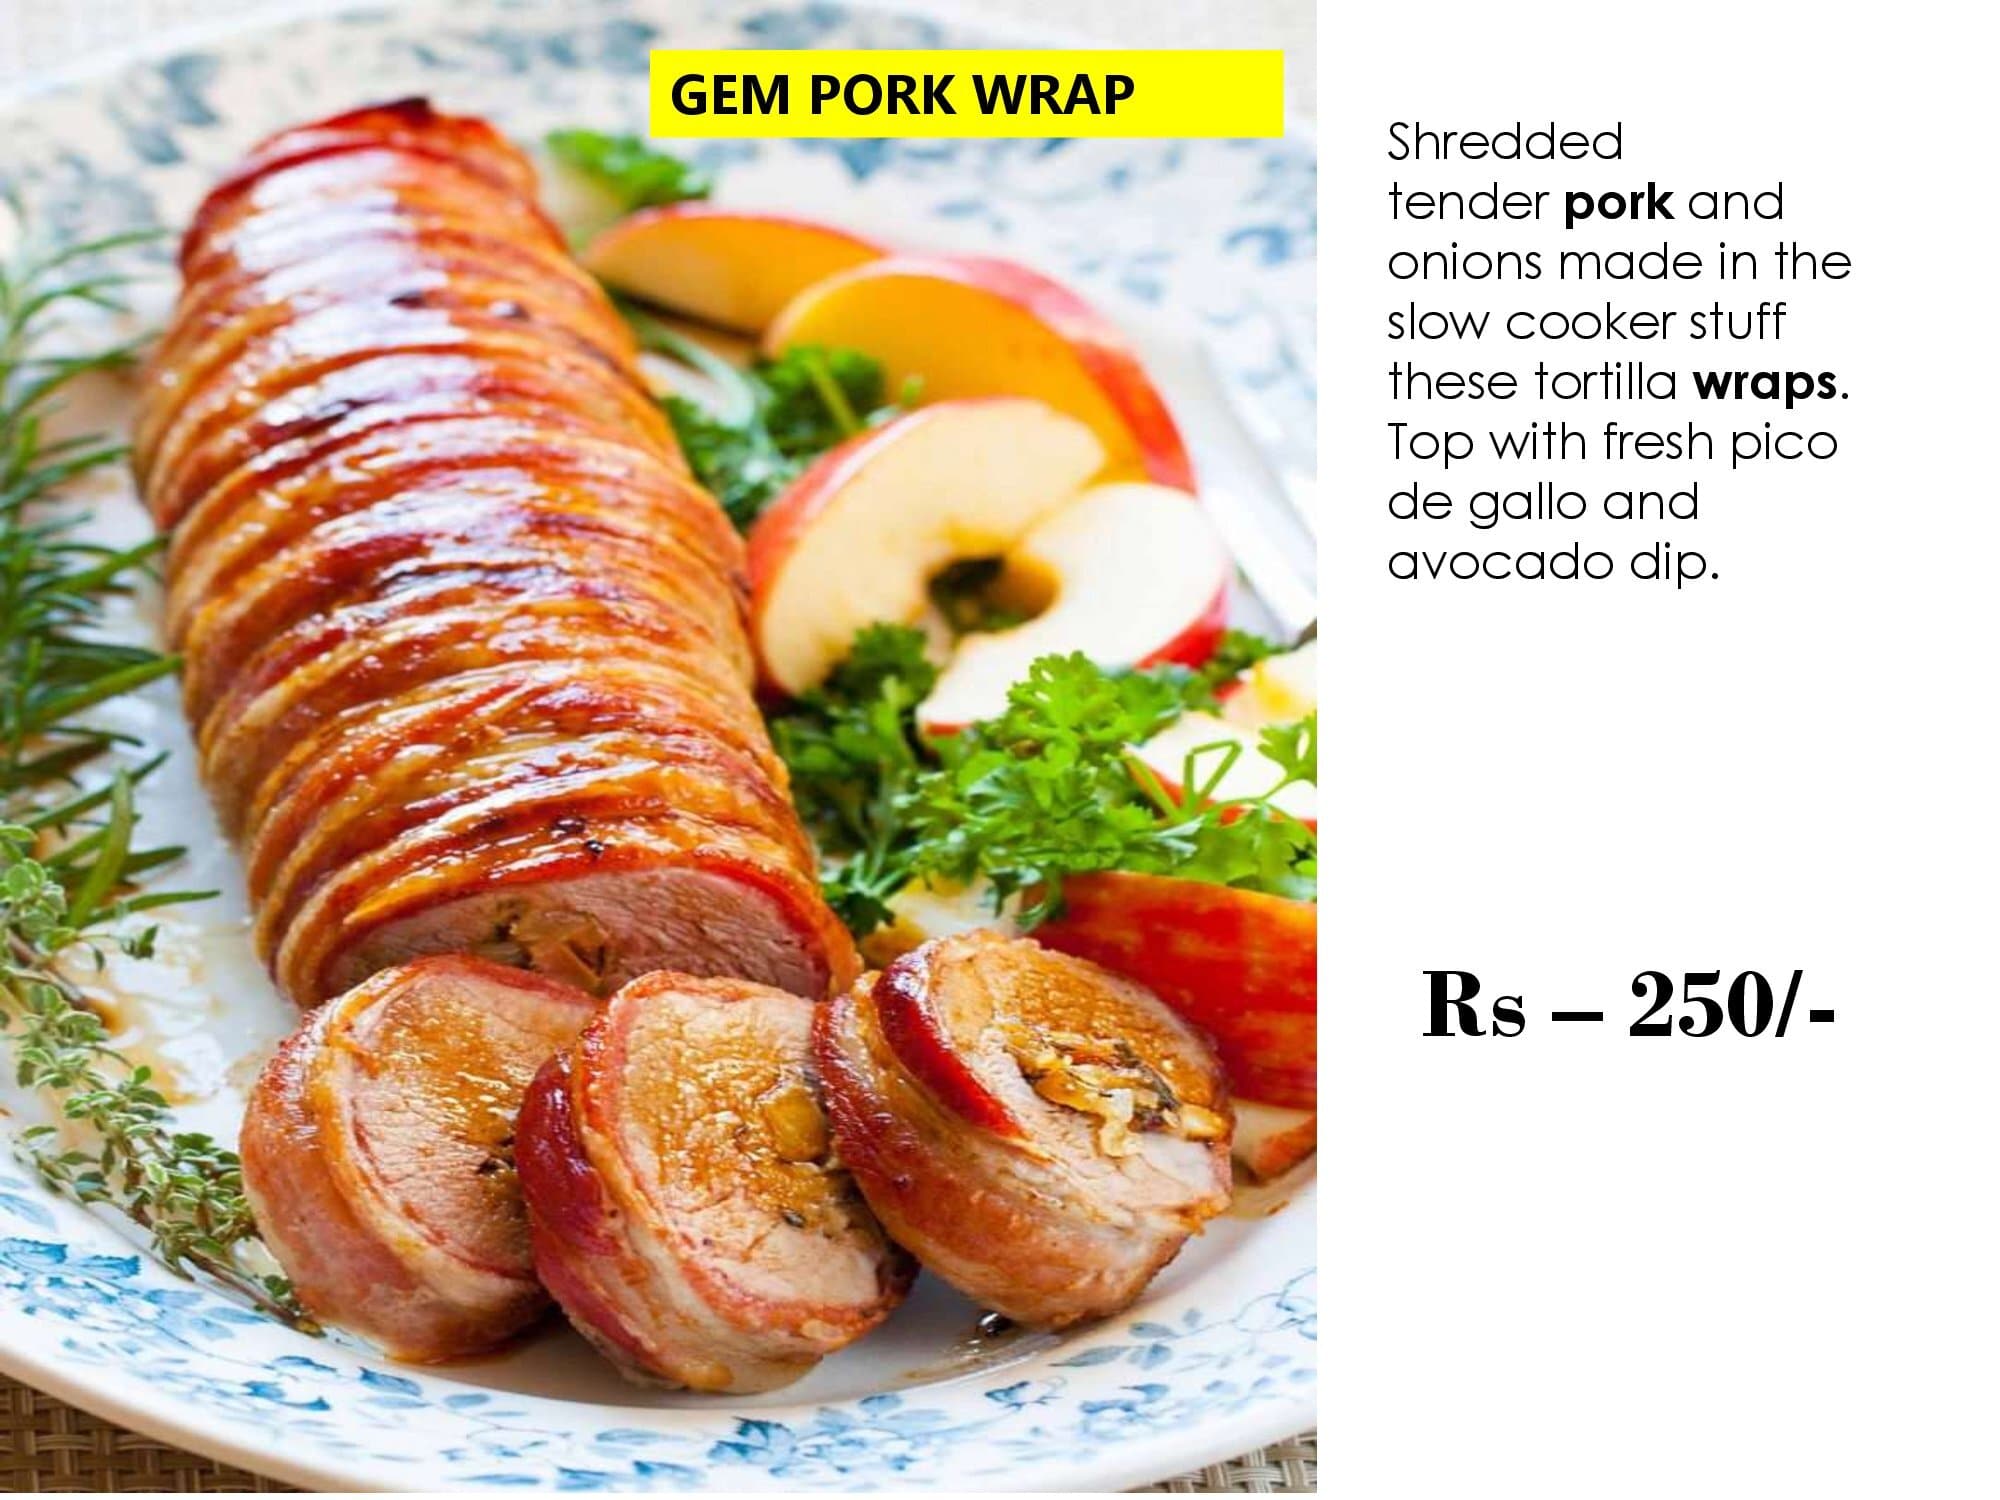 GEM PORK WRAP
Shredded
tender pork and
onions made in the
slow cooker stuff
these tortilla wraps.
Top with fresh pico
de gallo and
avocado dip.
Rs – 250/-